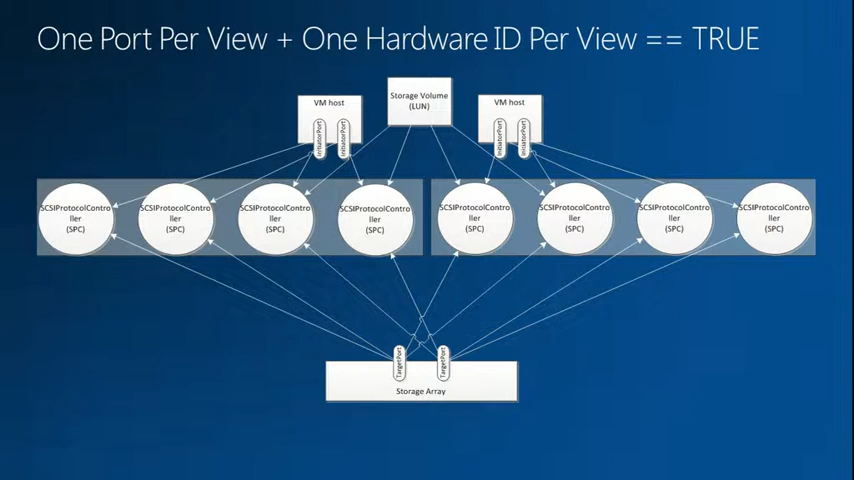 One Port Per View + One Hardware ID Per View == TRUE
VM host
Storage Volume
(LUN)
VM host
InitiatorPort
InitiatorPort
InitiatorPort
InitiatorPort
SCSIProtocolContro
ller
(SPC)
SCSIProtocolContro
ller
(SPC)
SCSIProtocolContro
ller
(SPC)
SCSIProtocolContro
ller
(SPC)
SCSIProtocolContro
ller
(SPC)
SCSIProtocolContro
ller
(SPC)
SCSIProtocolContro
ller
(SPC)
SCSIProtocolContro
ller
(SPC)
TargetPort
TargetPort
Storage Array